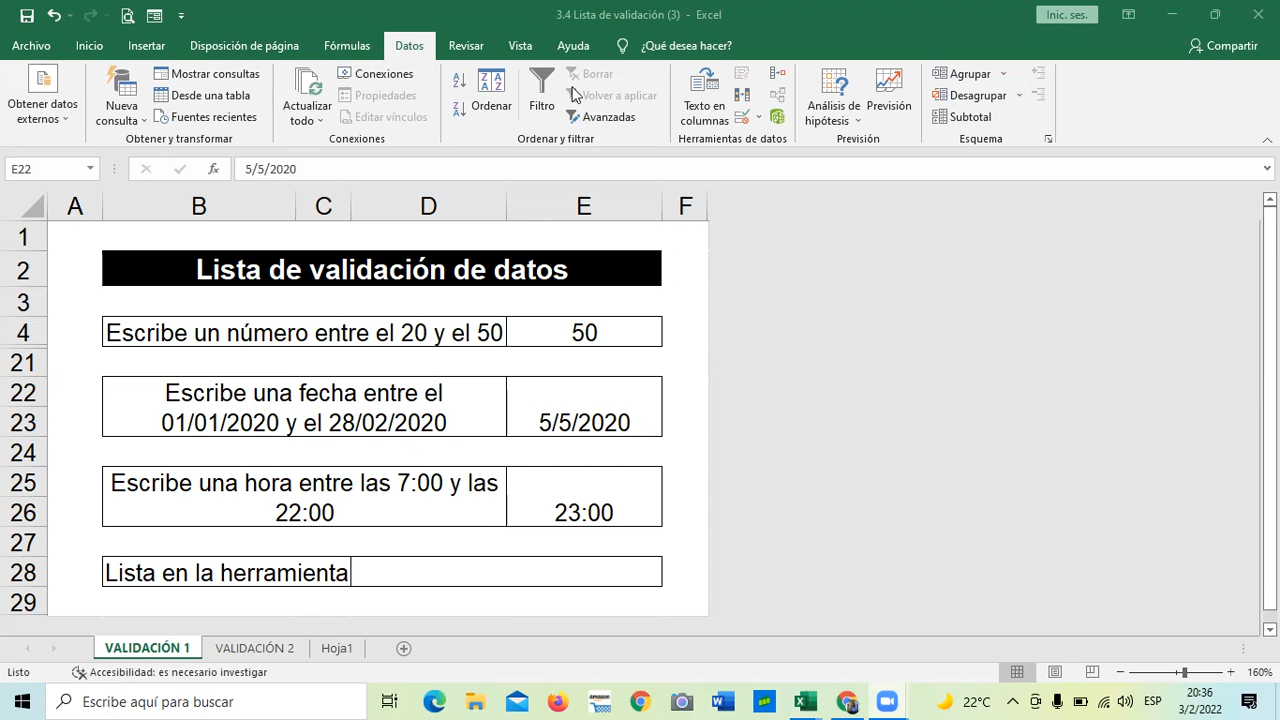 3.4 Lista de validación (3) - Excel
Inic. ses.
Archivo Inicio Insertar Disposición de página Fórmulas Datos Revisar Vista Ayuda ¿Qué desea hacer? Compartir
Obtener datos externos
Nueva consulta
Mostrar consultas
Desde una tabla
Fuentes recientes
Obtener y transformar
Actualizar todo
Conexiones
Propiedades
Editar vínculos
Conexiones
Ordenar
Filtro
Borrar
Volver a aplicar
Avanzadas
Ordenar y filtrar
Texto en columnas
Herramientas de datos
Análisis de hipótesis
Previsión
Previsión
Agrupar
Desagrupar
Subtotal
Esquema
E22 fx 5/5/2020
A B C D E F
1
2 Lista de validación de datos
3
4 Escribe un número entre el 20 y el 50 50
21
22 Escribe una fecha entre el
23 01/01/2020 y el 28/02/2020 5/5/2020
24
25 Escribe una hora entre las 7:00 y las
26 22:00 23:00
27
28 Lista en la herramienta
29
VALIDACIÓN 1 VALIDACIÓN 2 Hoja1
Listo Accesibilidad: es necesario investigar 160%
Escribe aquí para buscar 22°C ESP 20:36
3/2/2022